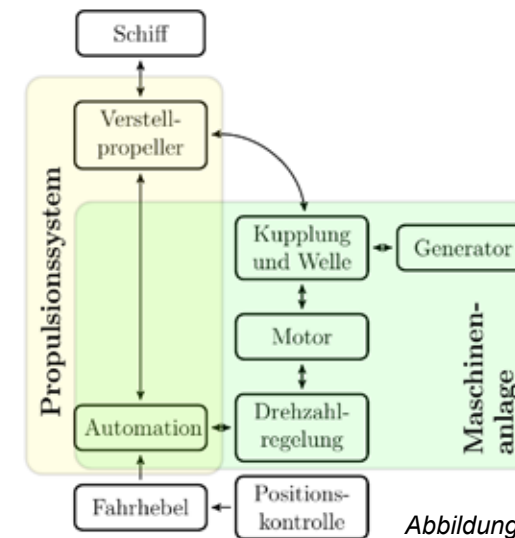 Schiff
Verstell-
propeller
Propulsionssystem
Kupplung
und Welle
Generator
Motor
Maschinen-
anlage
Automation
Drehzahl-
regelung
Fahrhebel
Positions-
kontrolle
Abbildung